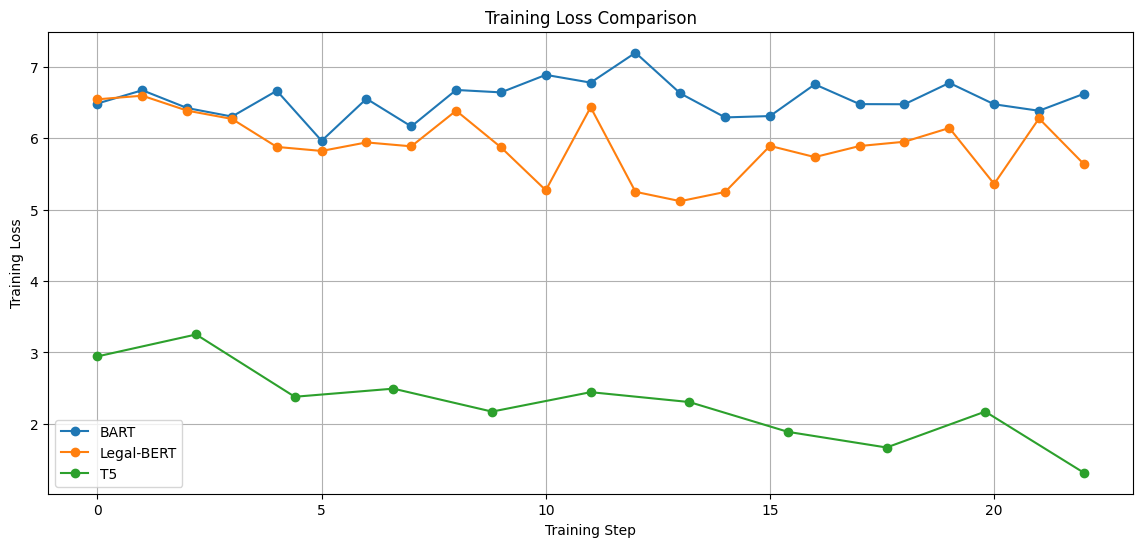 Training Loss Comparison
7
6
5
4
3
2
Training Loss
BART
Legal-BERT
T5
0 5 10 15 20
Training Step